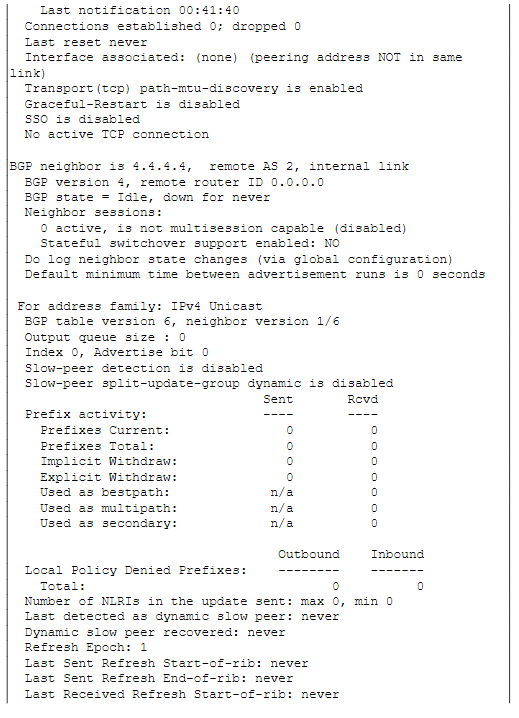 Last notification 00:41:40
  Connections established 0; dropped 0
  Last reset never
  Interface associated: (none) (peering address NOT in same
link)
  Transport(tcp) path-mtu-discovery is enabled
  Graceful-Restart is disabled
  SSO is disabled
  No active TCP connection

BGP neighbor is 4.4.4.4,  remote AS 2, internal link
  BGP version 4, remote router ID 0.0.0.0
  BGP state = Idle, down for never
  Neighbor sessions:
    0 active, is not multisession capable (disabled)
    Stateful switchover support enabled: NO
  Do log neighbor state changes (via global configuration)
  Default minimum time between advertisement runs is 0 seconds

 For address family: IPv4 Unicast
  BGP table version 6, neighbor version 1/6
  Output queue size : 0
  Index 0, Advertise bit 0
  Slow-peer detection is disabled
  Slow-peer split-update-group dynamic is disabled
                                 Sent       Rcvd
  Prefix activity:               ----       ----
    Prefixes Current:               0          0
    Prefixes Total:                 0          0
    Implicit Withdraw:              0          0
    Explicit Withdraw:              0          0
    Used as bestpath:             n/a          0
    Used as multipath:            n/a          0
    Used as secondary:            n/a          0

                                   Outbound    Inbound
  Local Policy Denied Prefixes:    --------    -------
    Total:                                0          0
  Number of NLRIs in the update sent: max 0, min 0
  Last detected as dynamic slow peer: never
  Dynamic slow peer recovered: never
  Refresh Epoch: 1
  Last Sent Refresh Start-of-rib: never
  Last Sent Refresh End-of-rib: never
  Last Received Refresh Start-of-rib: never